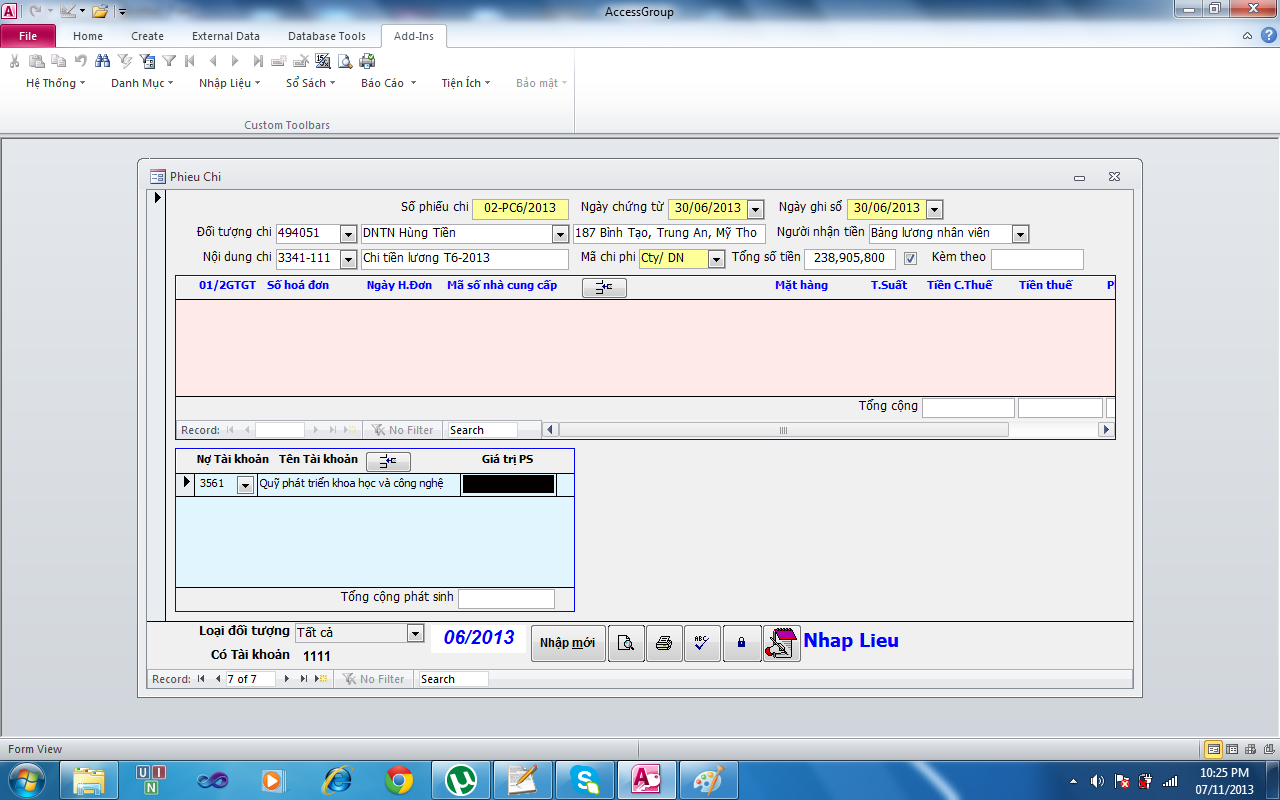 AccessGroup
File Home Create External Data Database Tools Add-Ins
Hệ Thống Danh Mục Nhập Liệu Sổ Sách Báo Cáo Tiện Ích Bảo mật
Custom Toolbars
Phieu Chi
Số phiếu chi 02-PC6/2013 Ngày chứng từ 30/06/2013 Ngày ghi sổ 30/06/2013
Đối tượng chi 494051 DNTN Hùng Tiến 187 Bình Tạo, Trung An, Mỹ Tho Người nhận tiền Bảng lương nhân viên
Nội dung chi 3341-111 Chi tiền lương T6-2013 Mã chi phí Cty/ DN Tổng số tiền 238,905,800 Kèm theo
01/2GTGT Số hoá đơn Ngày H.Đơn Mã số nhà cung cấp Mặt hàng T.Suất Tiền C.Thuế Tiền thuế P
Tổng cộng
Record: No Filter Search
Nợ Tài khoản Tên Tài khoản Giá trị PS
3561 Quỹ phát triển khoa học và công nghệ
Tổng cộng phát sinh
Loại đối tượng Tất cả 06/2013 Nhập mới ABC Nhap Lieu
Có Tài khoản 1111
Record: 7 of 7 No Filter Search
Form View
U I N
10:25 PM
07/11/2013